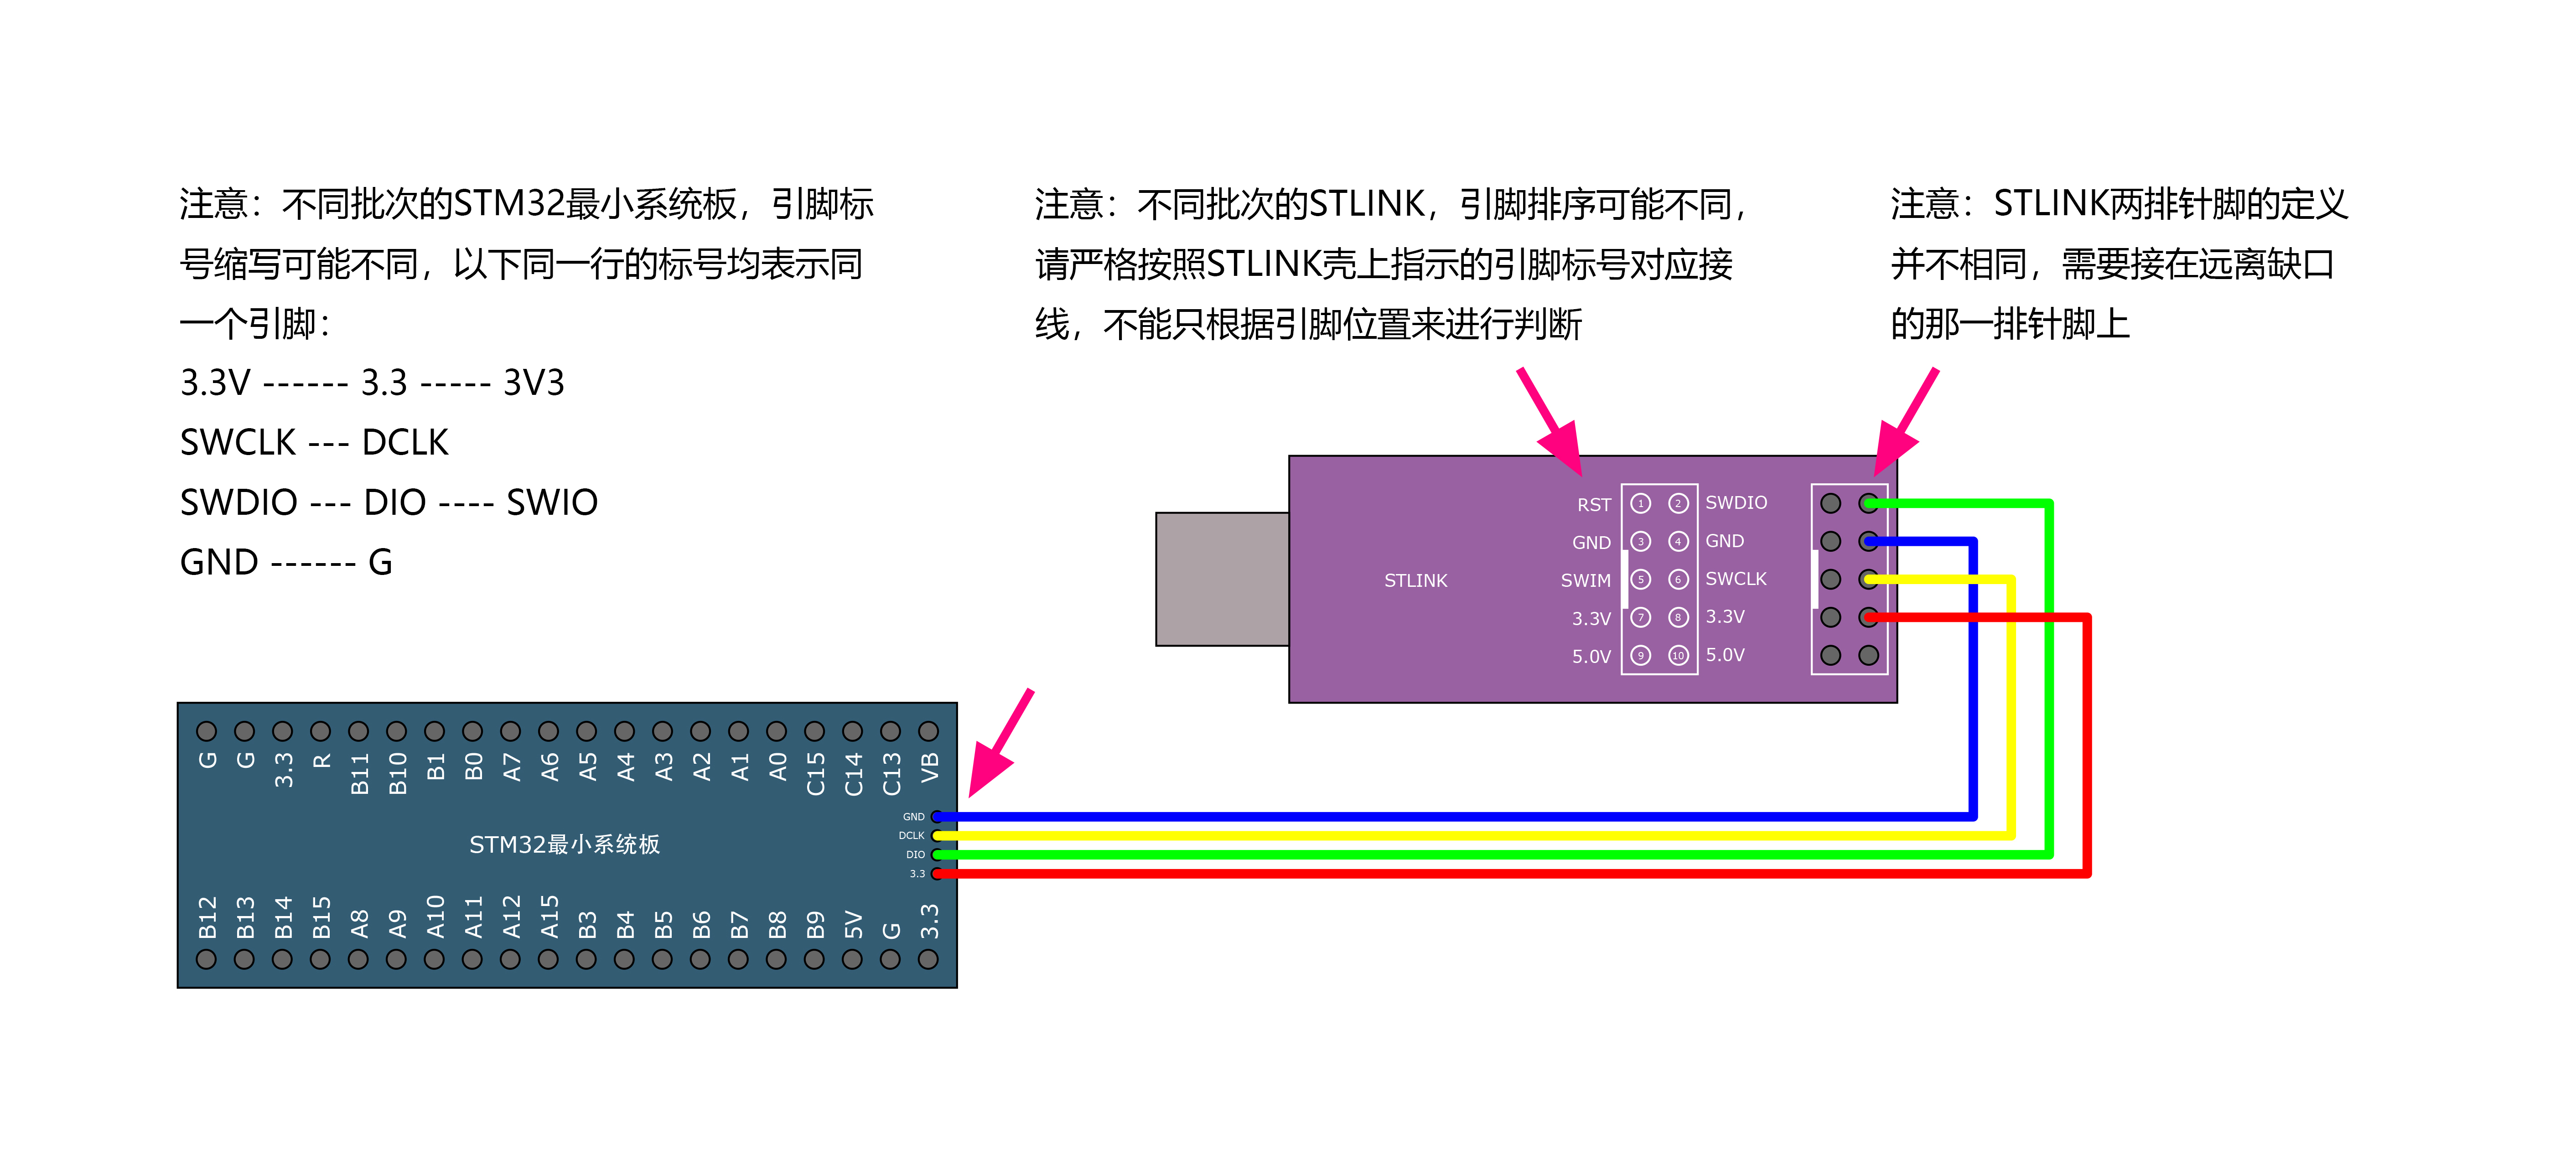 注意：不同批次的STM32最小系统板，引脚标
号缩写可能不同，以下同一行的标号均表示同
一个引脚：
3.3V ------ 3.3 ----- 3V3
SWCLK --- DCLK
SWDIO --- DIO ---- SWIO
GND ------ G
注意：不同批次的STLINK，引脚排序可能不同，
请严格按照STLINK壳上指示的引脚标号对应接
线，不能只根据引脚位置来进行判断
注意：STLINK两排针脚的定义
并不相同，需要接在远离缺口
的那一排针脚上
STLINK
RST 1 2 SWDIO
GND 3 4 GND
SWIM 5 6 SWCLK
3.3V 7 8 3.3V
5.0V 9 10 5.0V
G G 3.3 R B11 B10 B1 B0 A7 A6 A5 A4 A3 A2 A1 A0 C15 C14 C13 VB
GND
DCLK
DIO
3.3
STM32最小系统板
B12 B13 B14 B15 A8 A9 A10 A11 A12 A15 B3 B4 B5 B6 B7 B8 B9 5V G 3.3